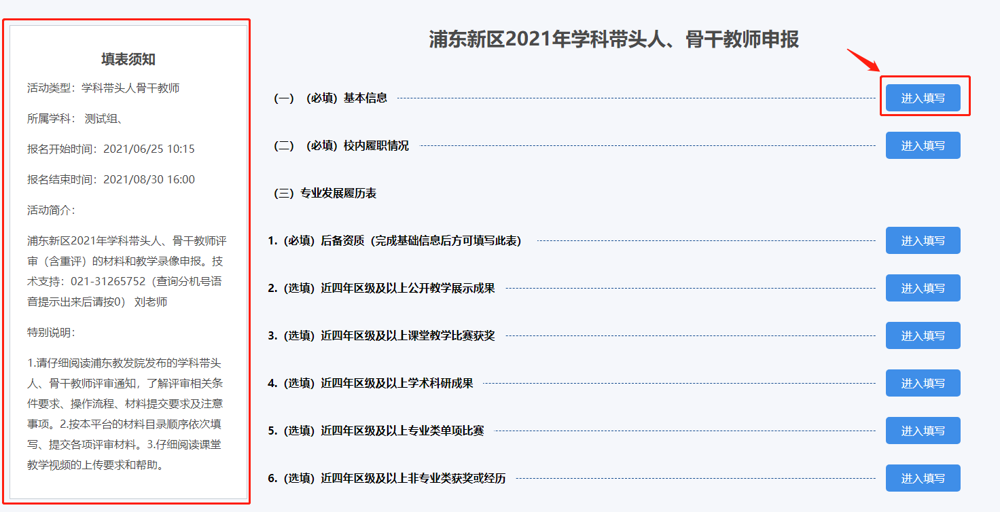 填表须知
活动类型：学科带头人骨干教师
所属学科： 测试组、
报名开始时间：2021/06/25 10:15
报名结束时间：2021/08/30 16:00
活动简介：
浦东新区2021年学科带头人、骨干教师评
审（含重评）的材料和教学录像申报。技
术支持：021-31265752（查询分机号语
音提示出来后请按0） 刘老师
特别说明：
1.请仔细阅读浦东教发院发布的学科带头
人、骨干教师评审通知，了解评审相关条
件要求、操作流程、材料提交要求及注意
事项。2.按本平台的材料目录顺序依次填
写、提交各项评审材料。3.仔细阅读课堂
教学视频的上传要求和帮助。
浦东新区2021年学科带头人、骨干教师申报
（一）（必填）基本信息 进入填写
（二）（必填）校内履职情况 进入填写
（三）专业发展履历表
1.（必填）后备资质（完成基础信息后方可填写此表） 进入填写
2.（选填）近四年区级及以上公开教学展示成果 进入填写
3.（选填）近四年区级及以上课堂教学比赛获奖 进入填写
4.（选填）近四年区级及以上学术科研成果 进入填写
5.（选填）近四年区级及以上专业类单项比赛 进入填写
6.（选填）近四年区级及以上非专业类获奖或经历 进入填写